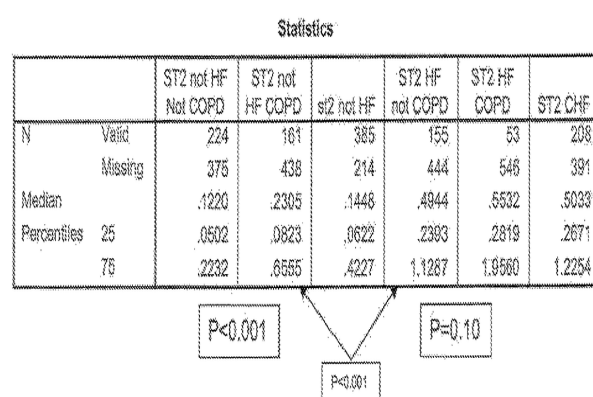 Statistics
ST2 not HF Not COPD ST2 not HF COPD st2 not HF ST2 HF not COPD ST2 HF COPD ST2 CHF
N Valid 224 161 385 155 53 208
Missing 375 438 214 444 546 391
Median .1220 .2305 .1448 .4944 .5532 .5033
Percentiles 25 .0502 .0823 .0622 .2393 .2819 .2671
75 .2232 .6555 .4227 1.1287 1.9560 1.2254
P<0.001 P=0.10
P<0.001